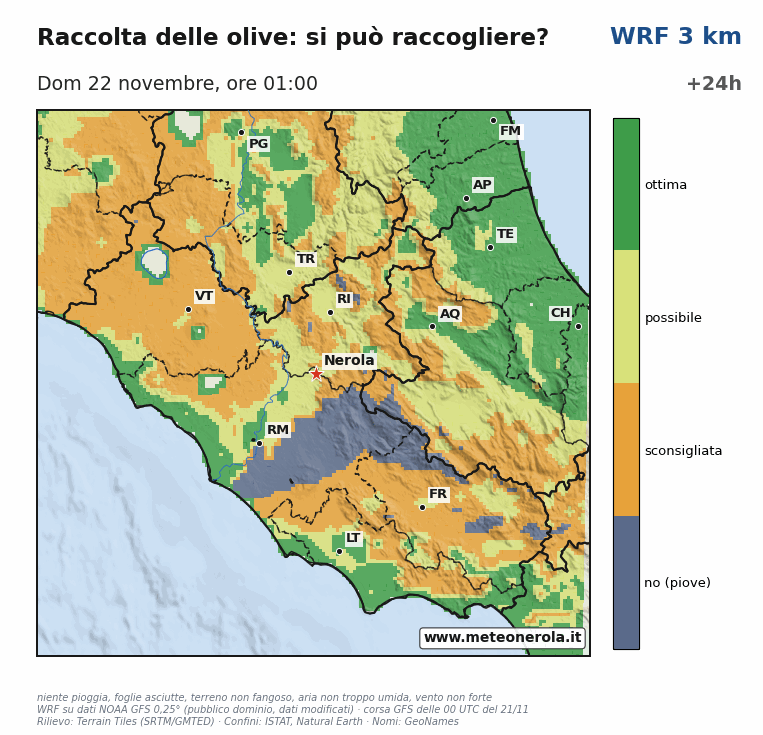 Raccolta delle olive: si può raccogliere?
WRF 3 km
Dom 22 novembre, ore 01:00
+24h
FM
PG
AP
TE
TR
VT
RI
AQ
CH
Nerola
RM
FR
LT
www.meteonerola.it
ottima
possibile
sconsigliata
no (piove)
niente pioggia, foglie asciutte, terreno non fangoso, aria non troppo umida, vento non forte
WRF su dati NOAA GFS 0,25° (pubblico dominio, dati modificati) · corsa GFS delle 00 UTC del 21/11
Rilievo: Terrain Tiles (SRTM/GMTED) · Confini: ISTAT, Natural Earth · Nomi: GeoNames